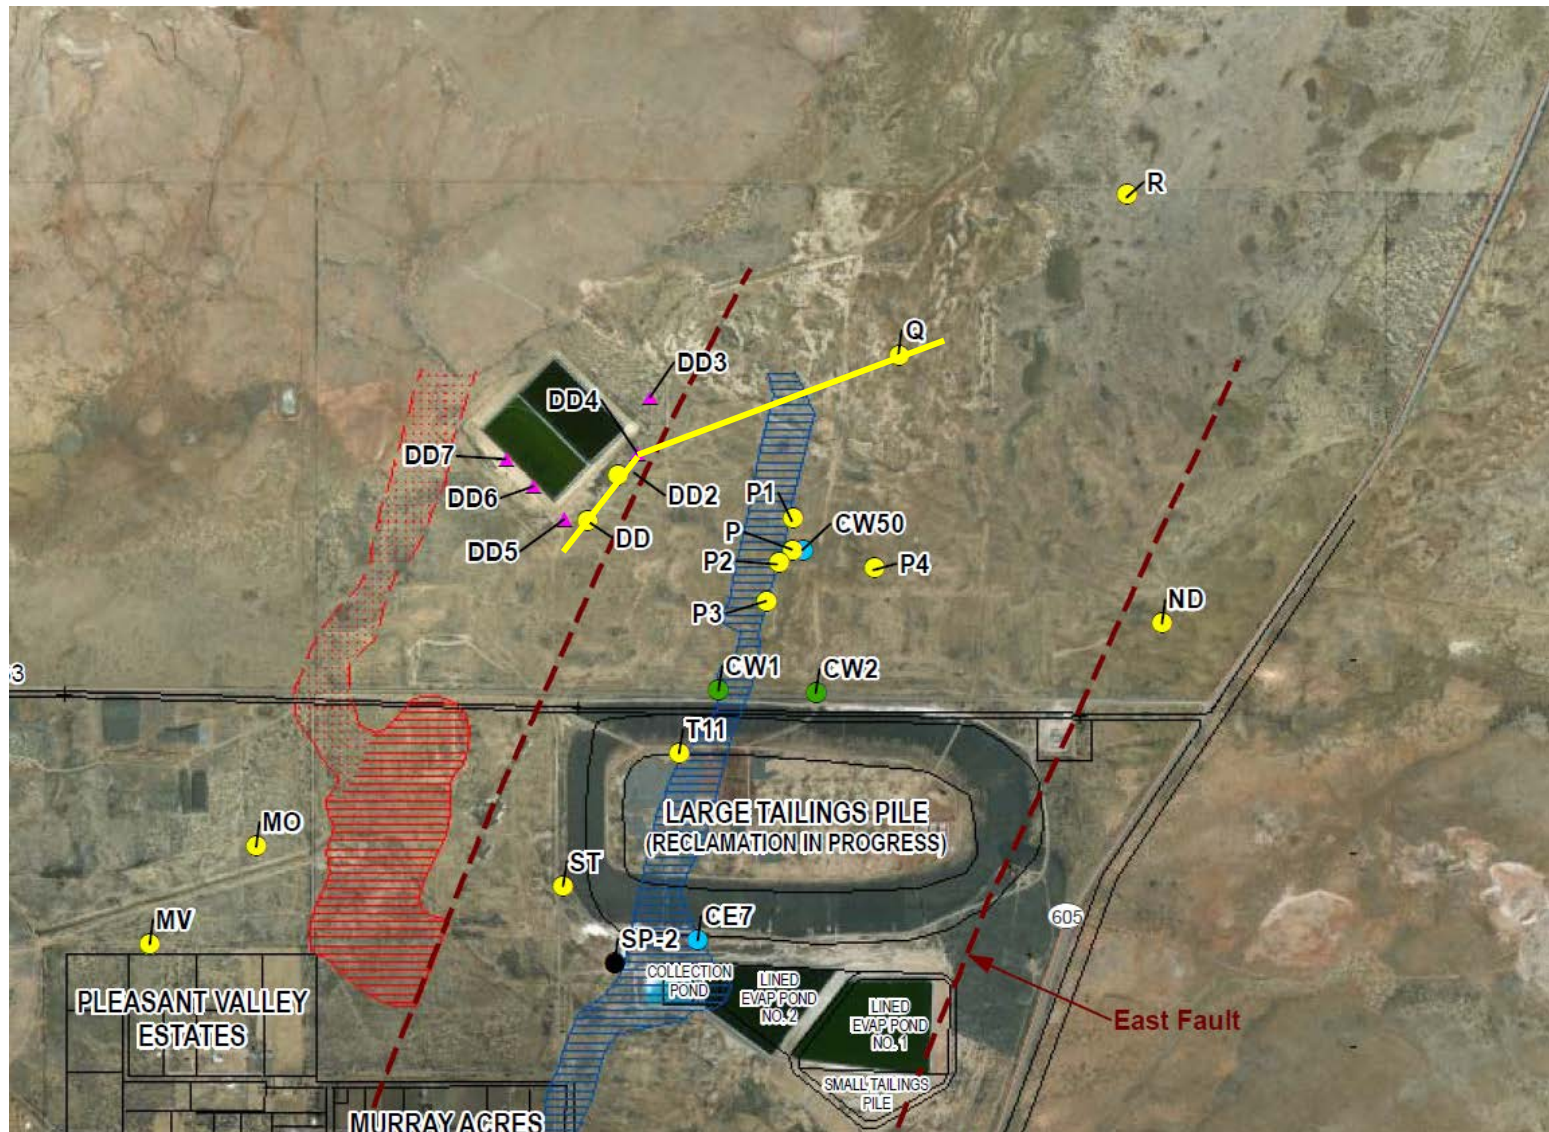 R
Q
DD3
DD4
DD7
DD6
DD2
P1
CW50
DD5
DD
P
P2
P4
P3
ND
63
CW1
CW2
T11
LARGE TAILINGS PILE
(RECLAMATION IN PROGRESS)
MO
ST
MV
CE7
605
SP-2
COLLECTION
POND
LINED
EVAP POND
NO. 2
LINED
EVAP POND
NO. 1
PLEASANT VALLEY
ESTATES
East Fault
SMALL TAILINGS
PILE
MURRAY ACRES